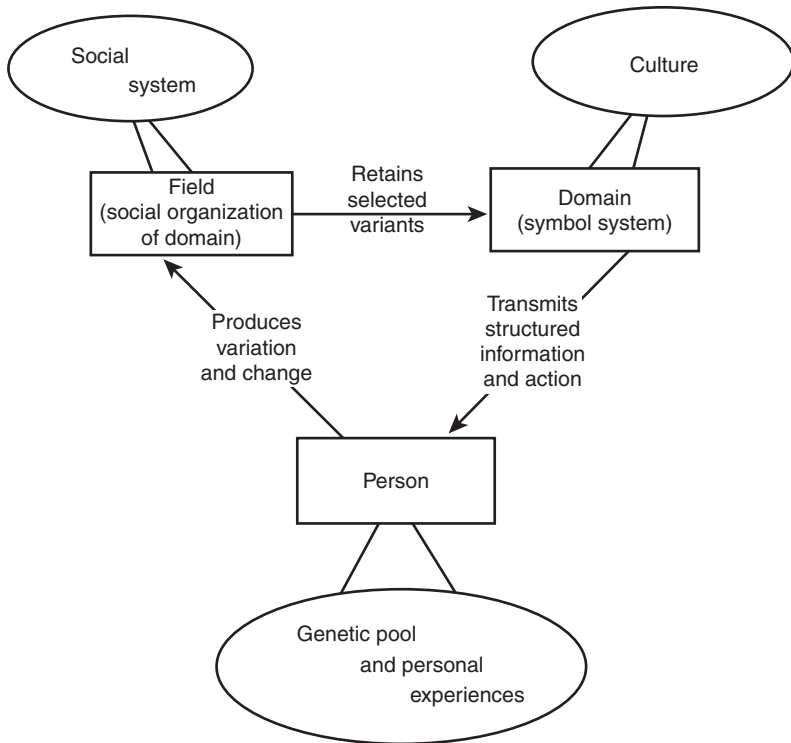 Social
system
Culture
Field
(social organization
of domain)
Retains
selected
variants
Domain
(symbol system)
Produces
variation
and change
Transmits
structured
information
and action
Person
Genetic pool
and personal
experiences